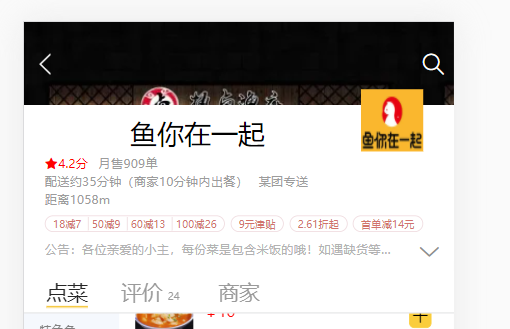 鱼你在一起
鱼你在一起
4.2分 月售909单
配送约35分钟（商家10分钟内出餐） 某团专送
距离1058m
18减7 50减9 60减13 100减26 9元津贴 2.61折起 首单减14元
公告：各位亲爱的小主，每份菜是包含米饭的哦！如遇缺货等...
点菜 评价 24 商家